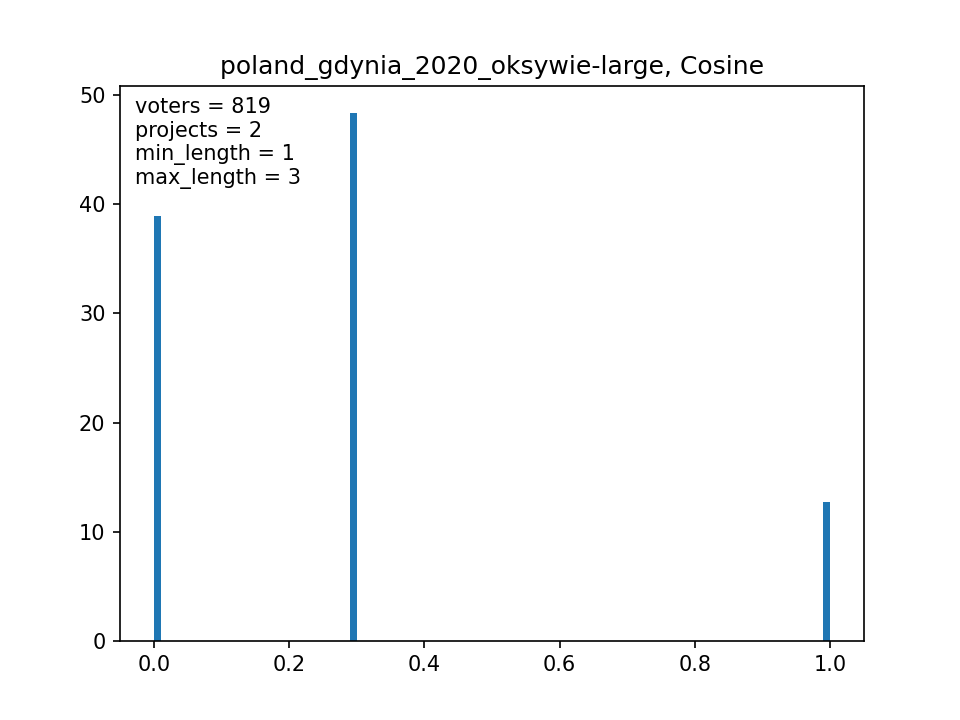 poland_gdynia_2020_oksywie-large, Cosine
voters = 819
projects = 2
min_length = 1
max_length = 3
50
40
30
20
10
0
0.0 0.2 0.4 0.6 0.8 1.0